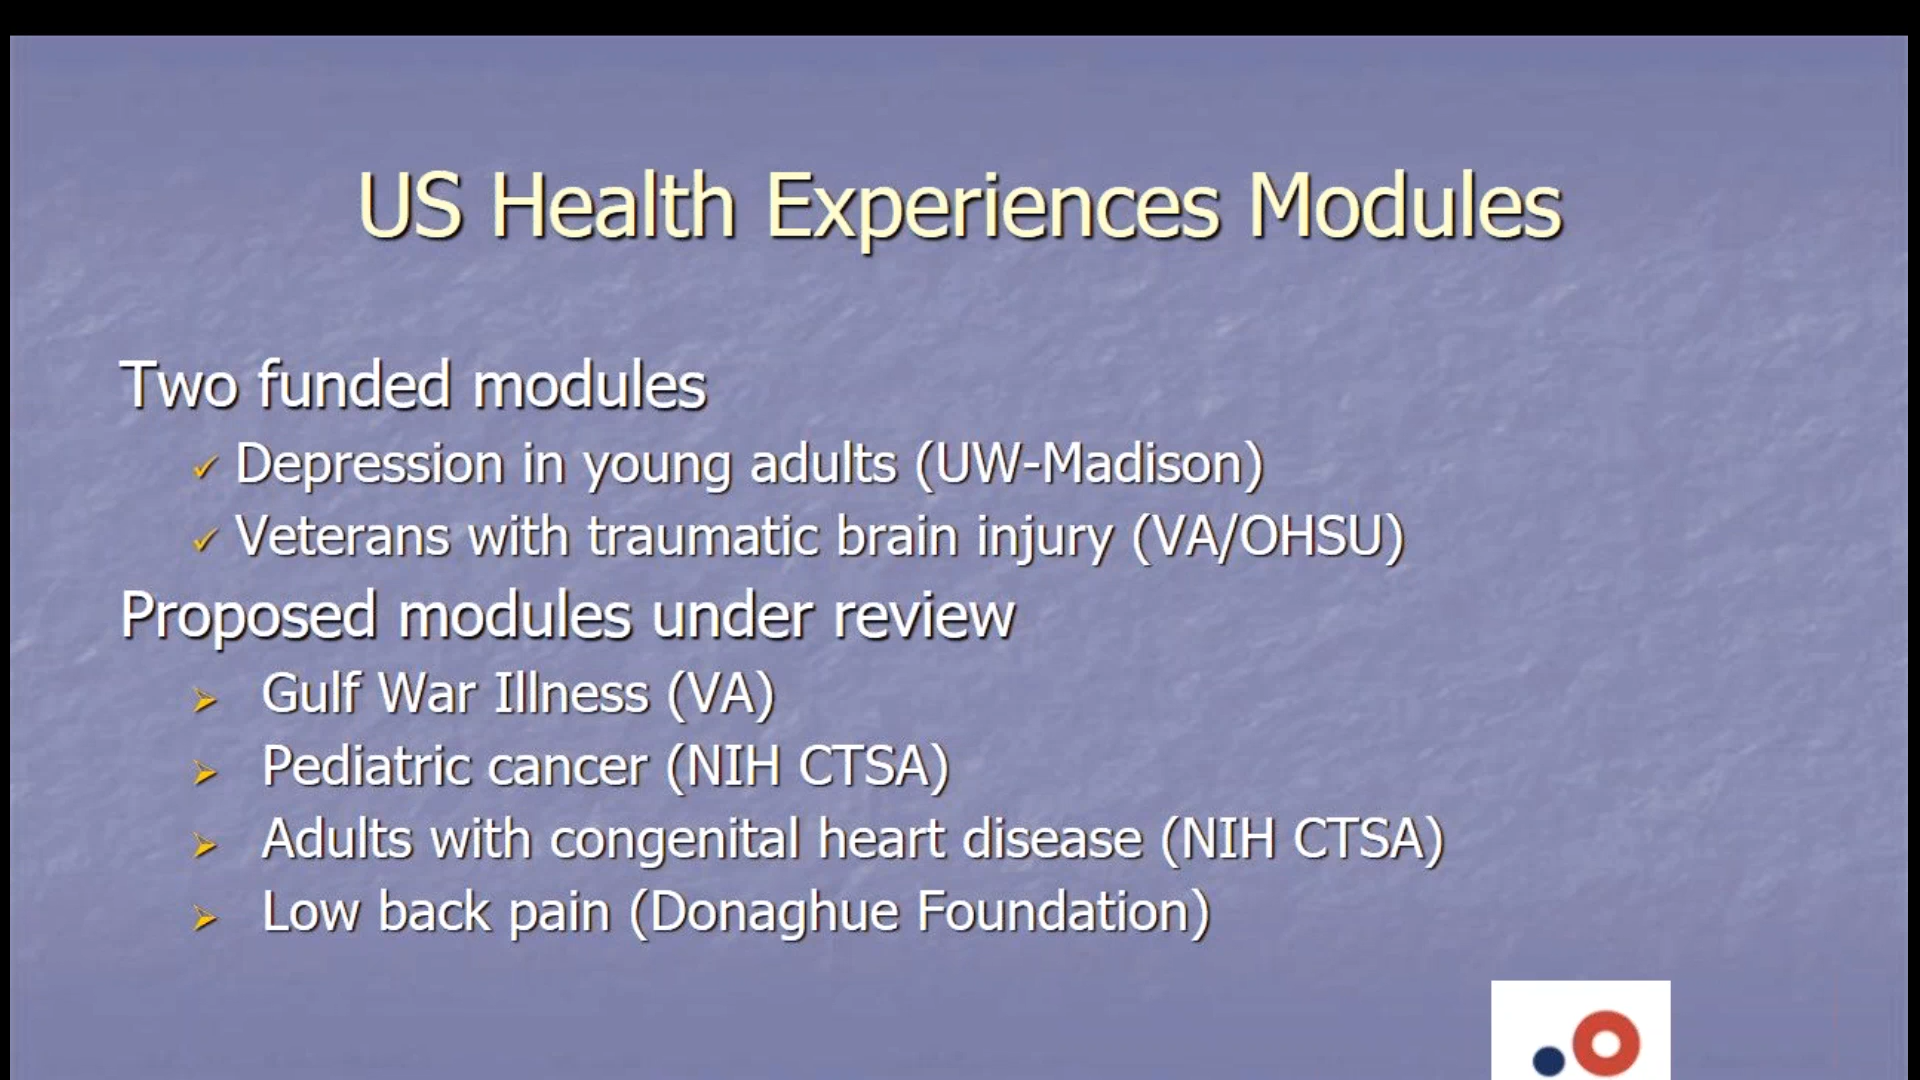 US Health Experiences Modules
Two funded modules
Depression in young adults (UW-Madison)
Veterans with traumatic brain injury (VA/OHSU)
Proposed modules under review
Gulf War Illness (VA)
Pediatric cancer (NIH CTSA)
Adults with congenital heart disease (NIH CTSA)
Low back pain (Donaghue Foundation)